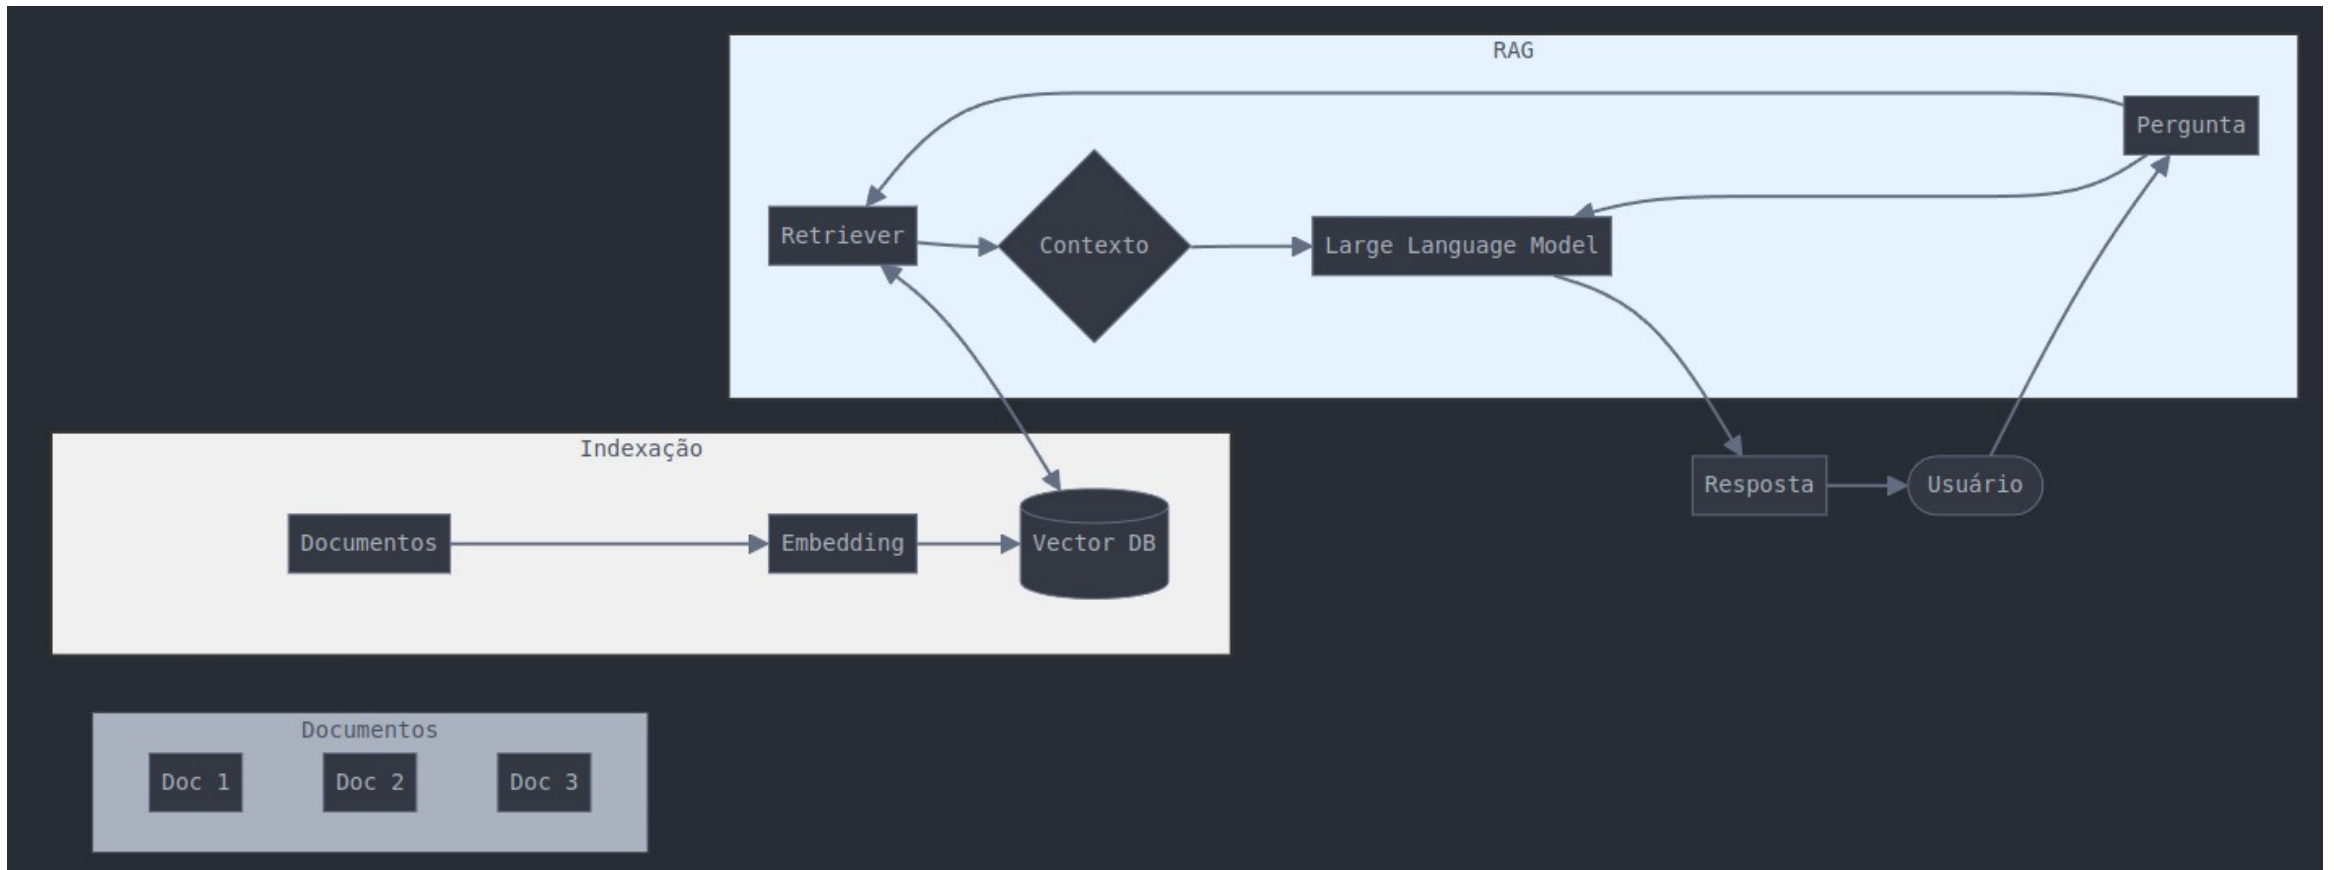 RAG
Pergunta
Retriever
Contexto
Large Language Model
Indexação
Resposta
Usuário
Documentos
Embedding
Vector DB
Documentos
Doc 1
Doc 2
Doc 3